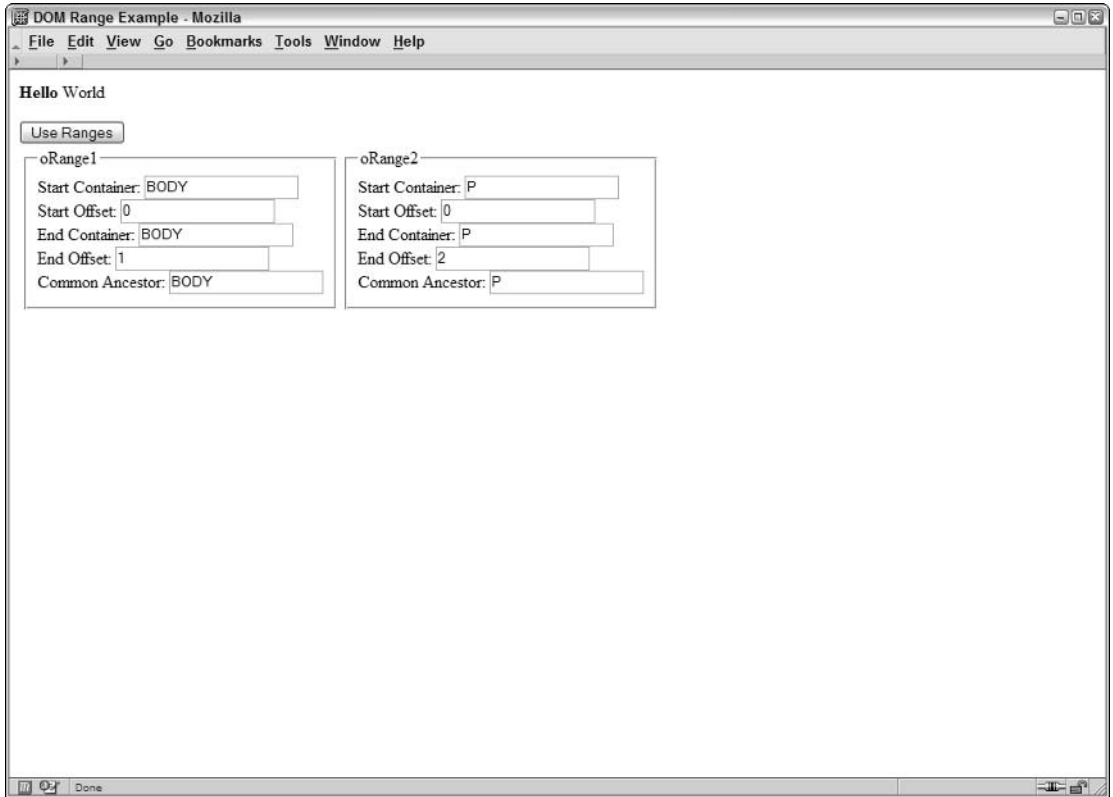 DOM Range Example - Mozilla
File Edit View Go Bookmarks Tools Window Help
Hello World
Use Ranges
oRange1
Start Container: BODY
Start Offset: 0
End Container: BODY
End Offset: 1
Common Ancestor: BODY
oRange2
Start Container: P
Start Offset: 0
End Container: P
End Offset: 2
Common Ancestor: P
Done